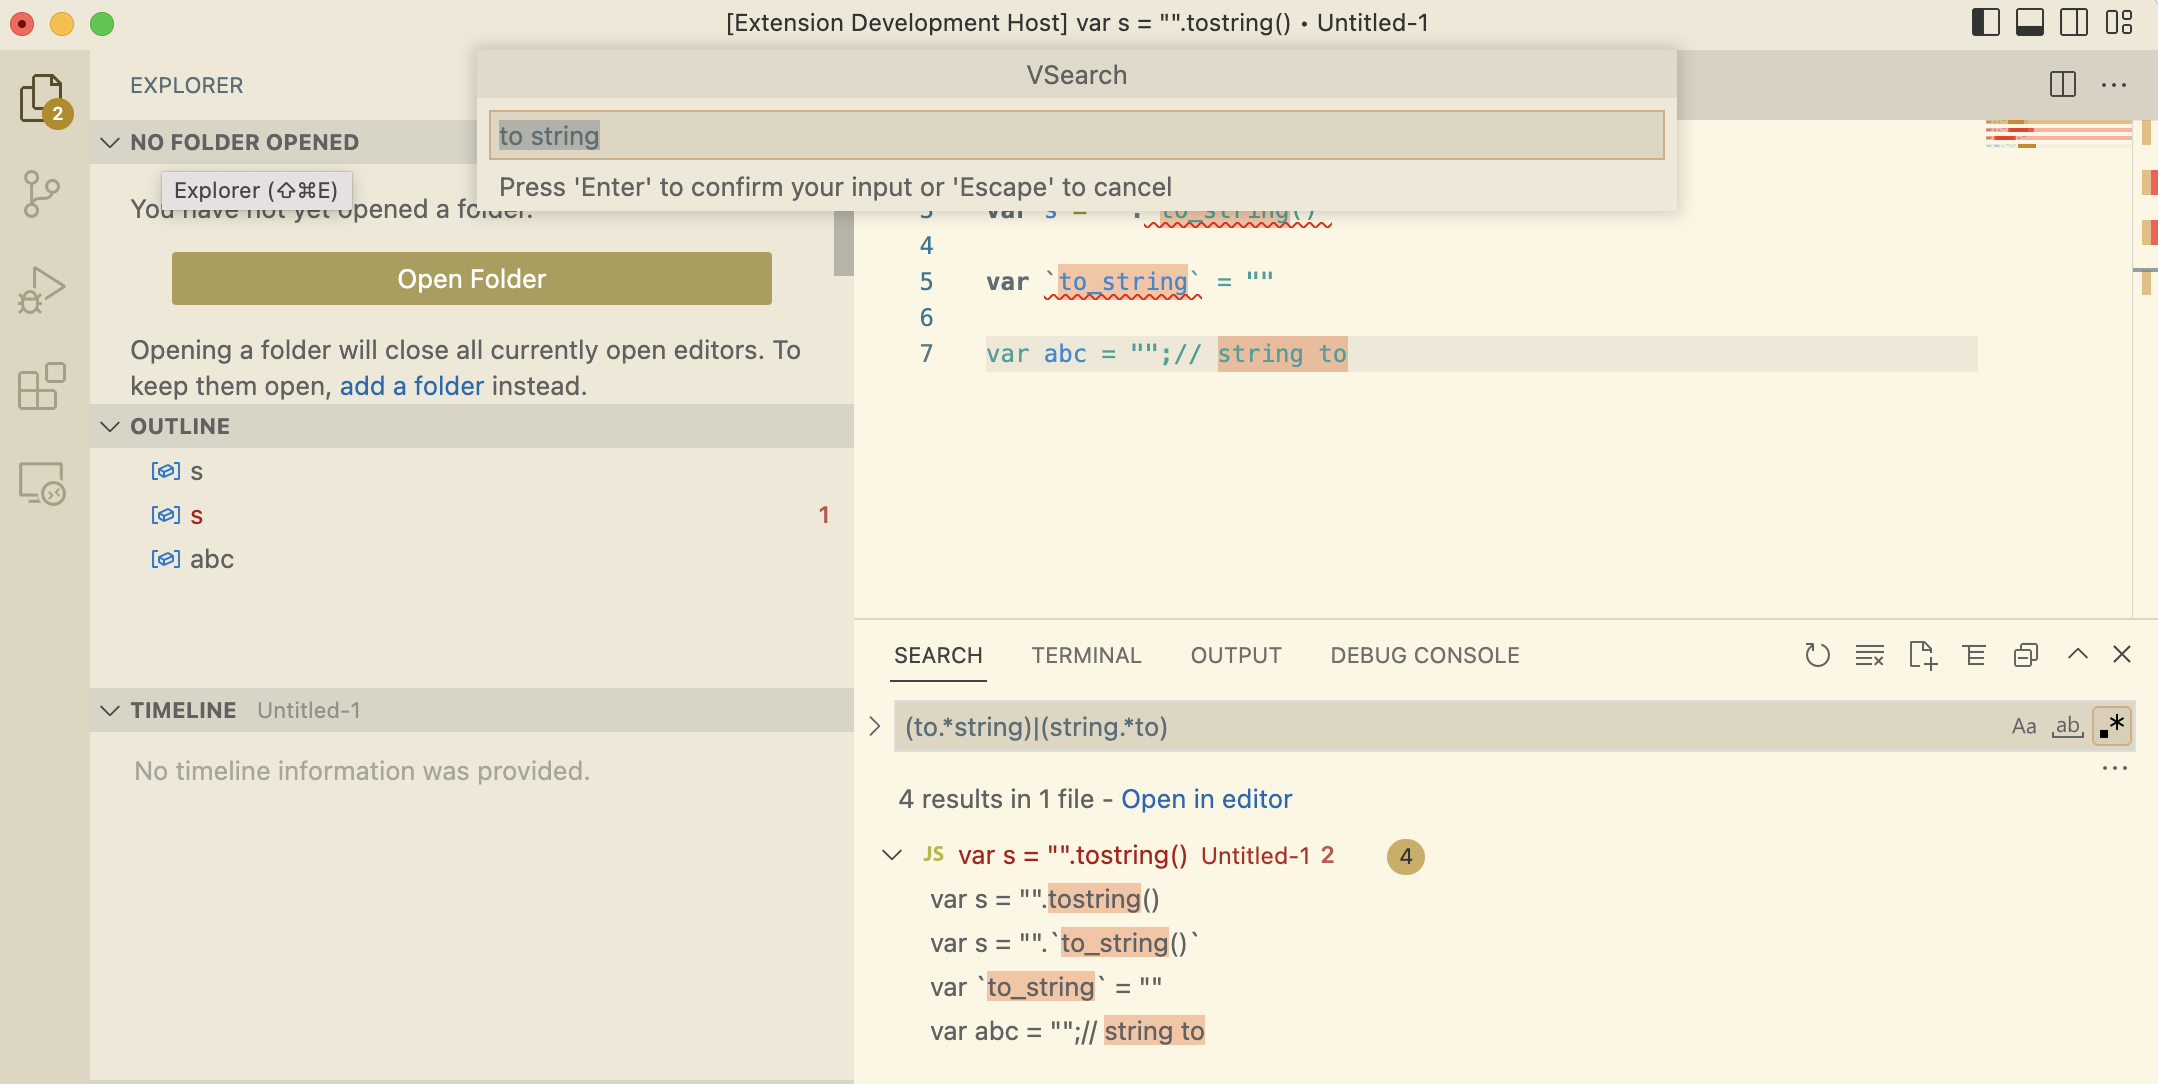 [Extension Development Host] var s = "".tostring() • Untitled-1
2
EXPLORER
NO FOLDER OPENED
Explorer (⇧⌘E)
You have not yet opened a folder.
Open Folder
Opening a folder will close all currently open editors. To
keep them open, add a folder instead.
OUTLINE
s
s 1
abc
TIMELINE Untitled-1
No timeline information was provided.
VSearch
to string
Press 'Enter' to confirm your input or 'Escape' to cancel
3 var s = "".`to_string()`
4
5 var `to_string` = ""
6
7 var abc = "";// string to
SEARCH TERMINAL OUTPUT DEBUG CONSOLE
(to.*string)|(string.*to) Aa ab .*
4 results in 1 file - Open in editor
JS var s = "".tostring() Untitled-1 2 4
var s = "".tostring()
var s = "".`to_string()`
var `to_string` = ""
var abc = "";// string to